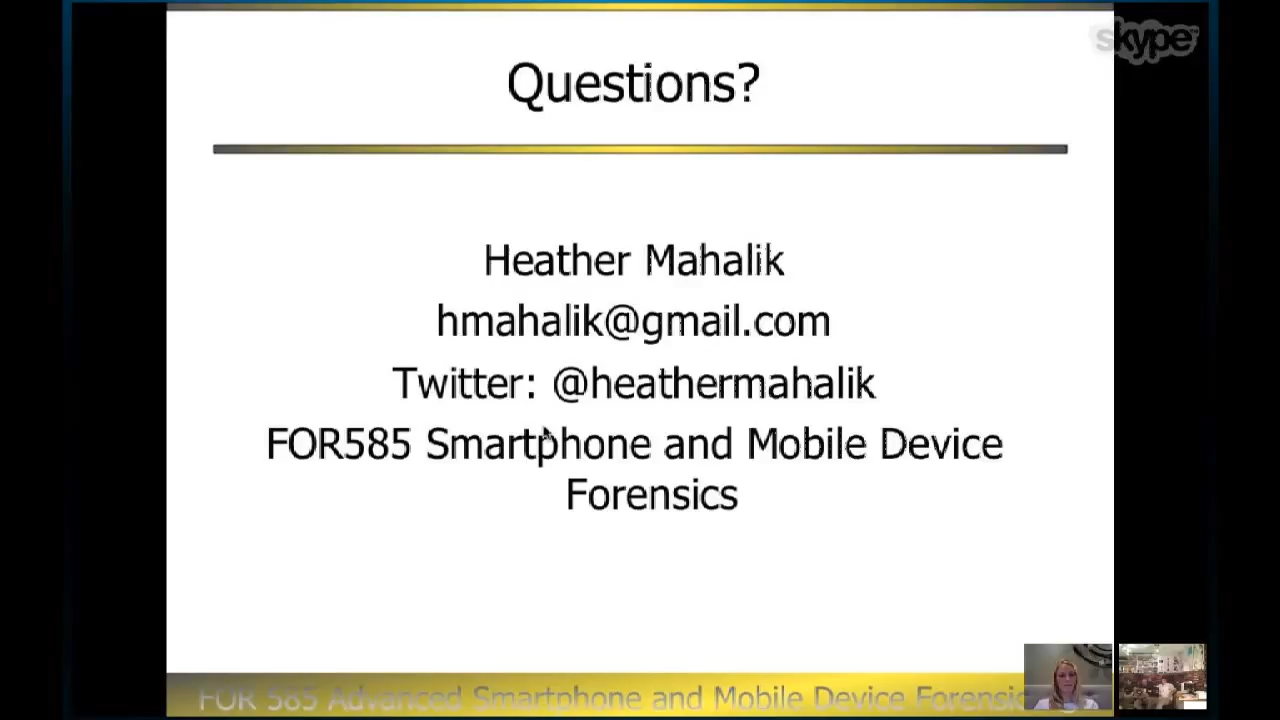 skype
Questions?
Heather Mahalik
hmahalik@gmail.com
Twitter: @heathermahalik
FOR585 Smartphone and Mobile Device
Forensics
FOR 585 Advanced Smartphone and Mobile Device